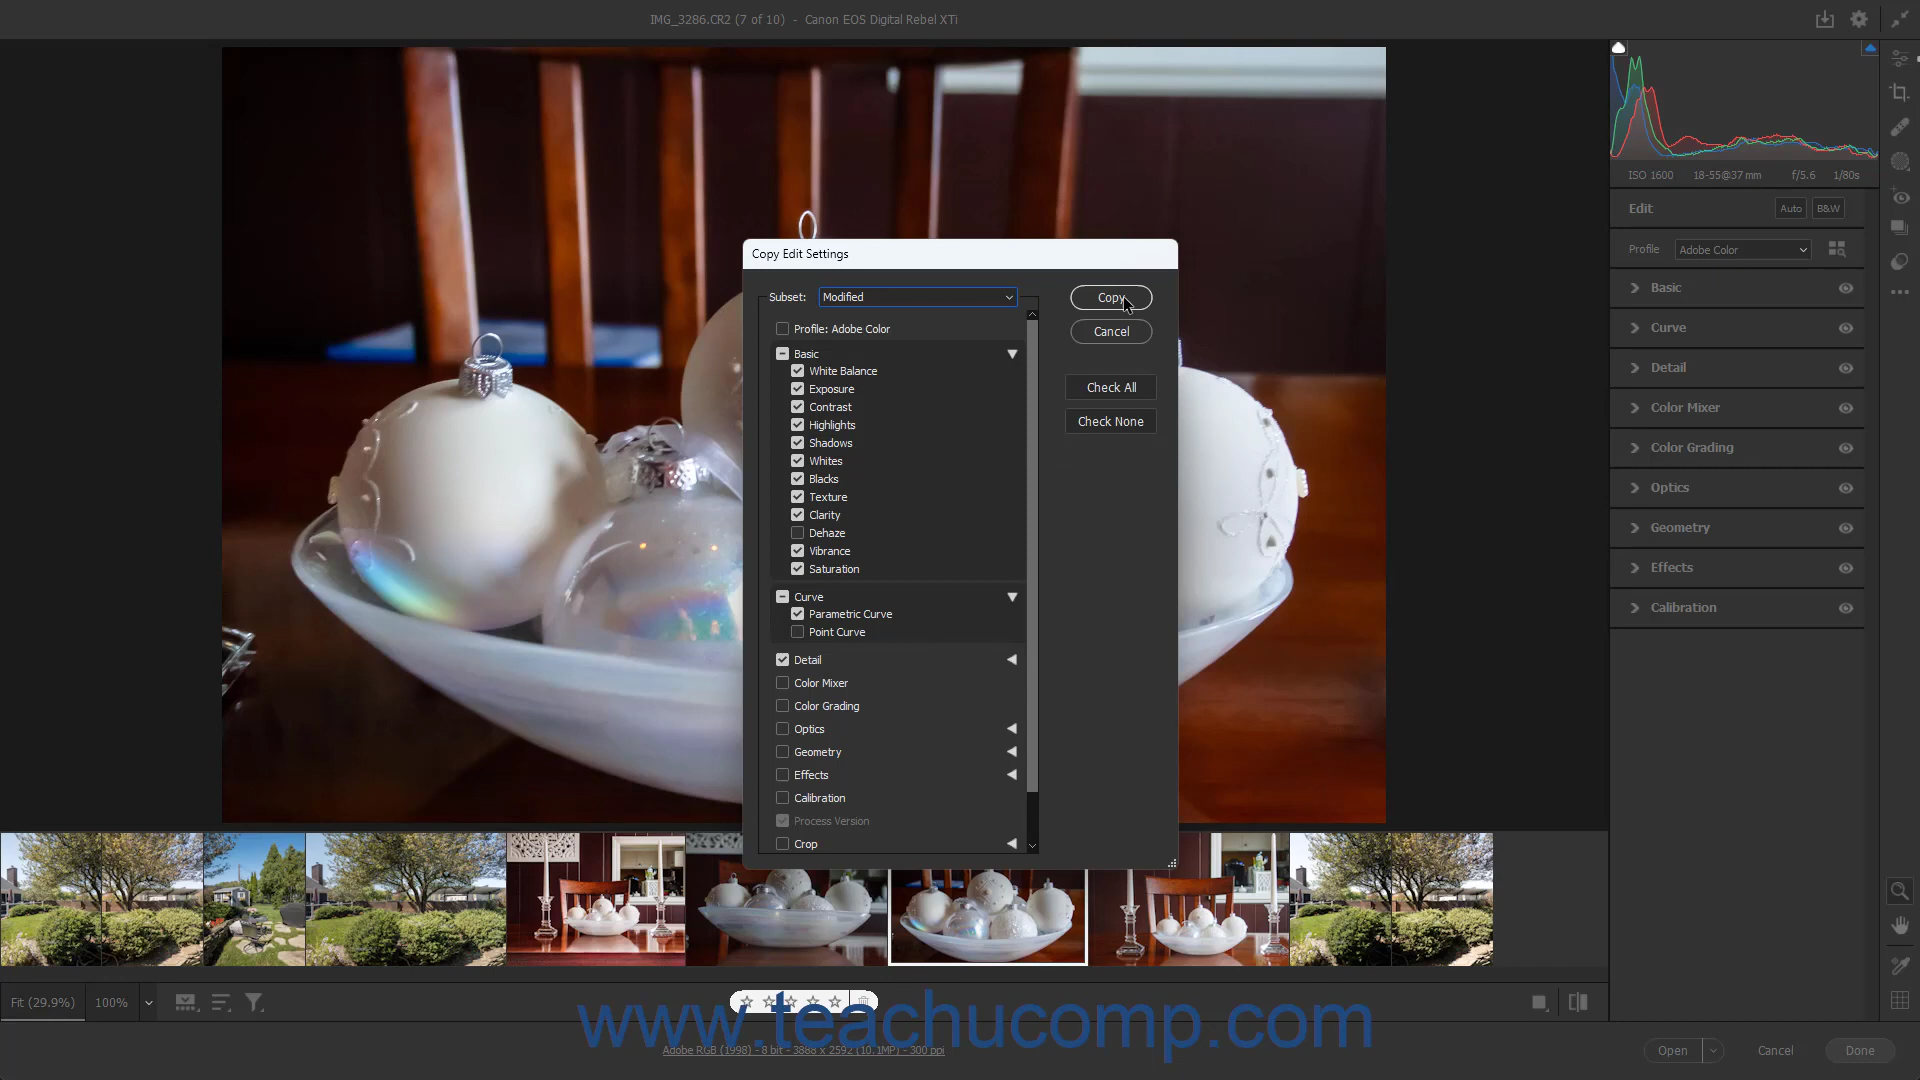 IMG_3286.CR2 (7 of 10) - Canon EOS Digital Rebel XTi
ISO 1600 18-55@37 mm f/5.6 1/80s
Edit Auto B&W
Profile Adobe Color
Basic
Curve
Detail
Color Mixer
Color Grading
Optics
Geometry
Effects
Calibration
Copy Edit Settings
Subset: Modified
Copy
Cancel
Check All
Check None
Profile: Adobe Color
Basic
White Balance
Exposure
Contrast
Highlights
Shadows
Whites
Blacks
Texture
Clarity
Dehaze
Vibrance
Saturation
Curve
Parametric Curve
Point Curve
Detail
Color Mixer
Color Grading
Optics
Geometry
Effects
Calibration
Process Version
Crop
Fit (29.9%) 100%
www.teachucomp.com
Adobe RGB (1998) - 8 bit - 3888 x 2592 (10.1MP) - 300 ppi
Open Cancel Done